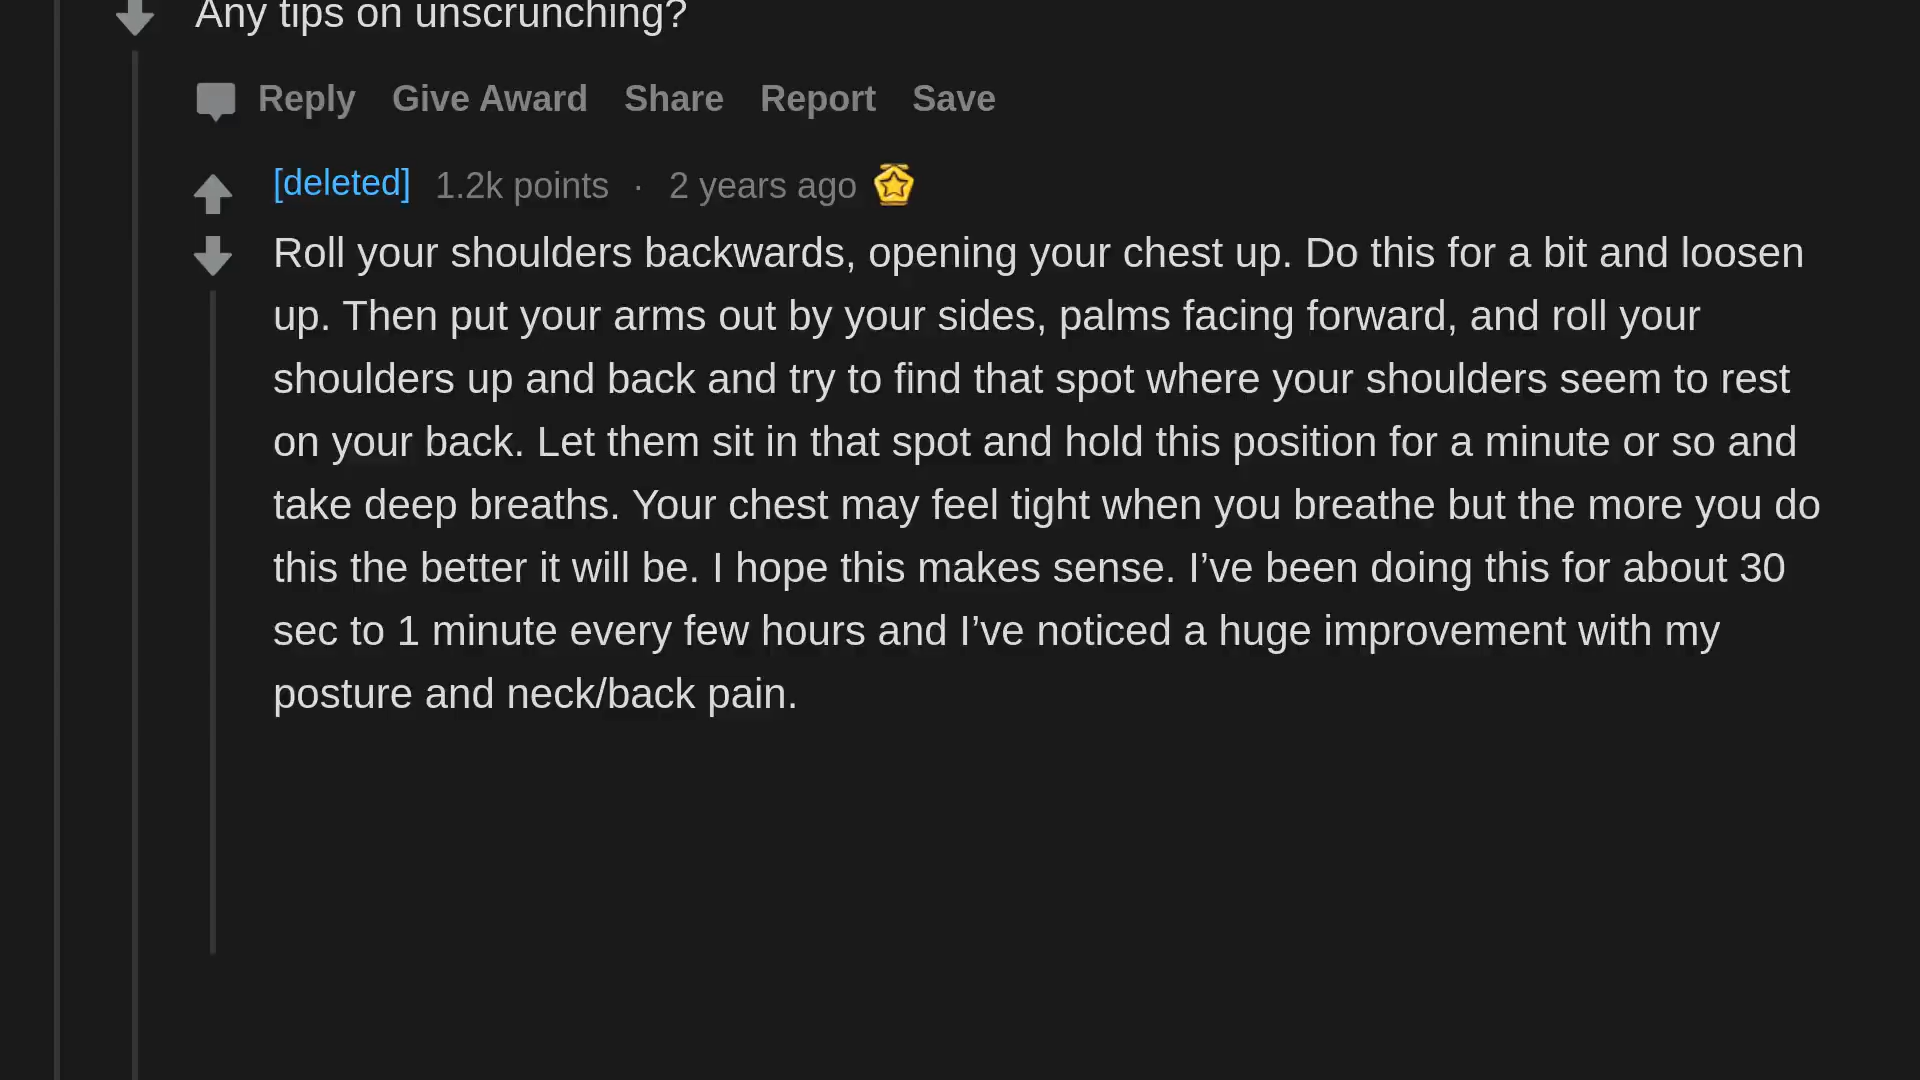 Any tips on unscrunching?
Reply Give Award Share Report Save
[deleted] 1.2k points · 2 years ago
Roll your shoulders backwards, opening your chest up. Do this for a bit and loosen
up. Then put your arms out by your sides, palms facing forward, and roll your
shoulders up and back and try to find that spot where your shoulders seem to rest
on your back. Let them sit in that spot and hold this position for a minute or so and
take deep breaths. Your chest may feel tight when you breathe but the more you do
this the better it will be. I hope this makes sense. I’ve been doing this for about 30
sec to 1 minute every few hours and I’ve noticed a huge improvement with my
posture and neck/back pain.